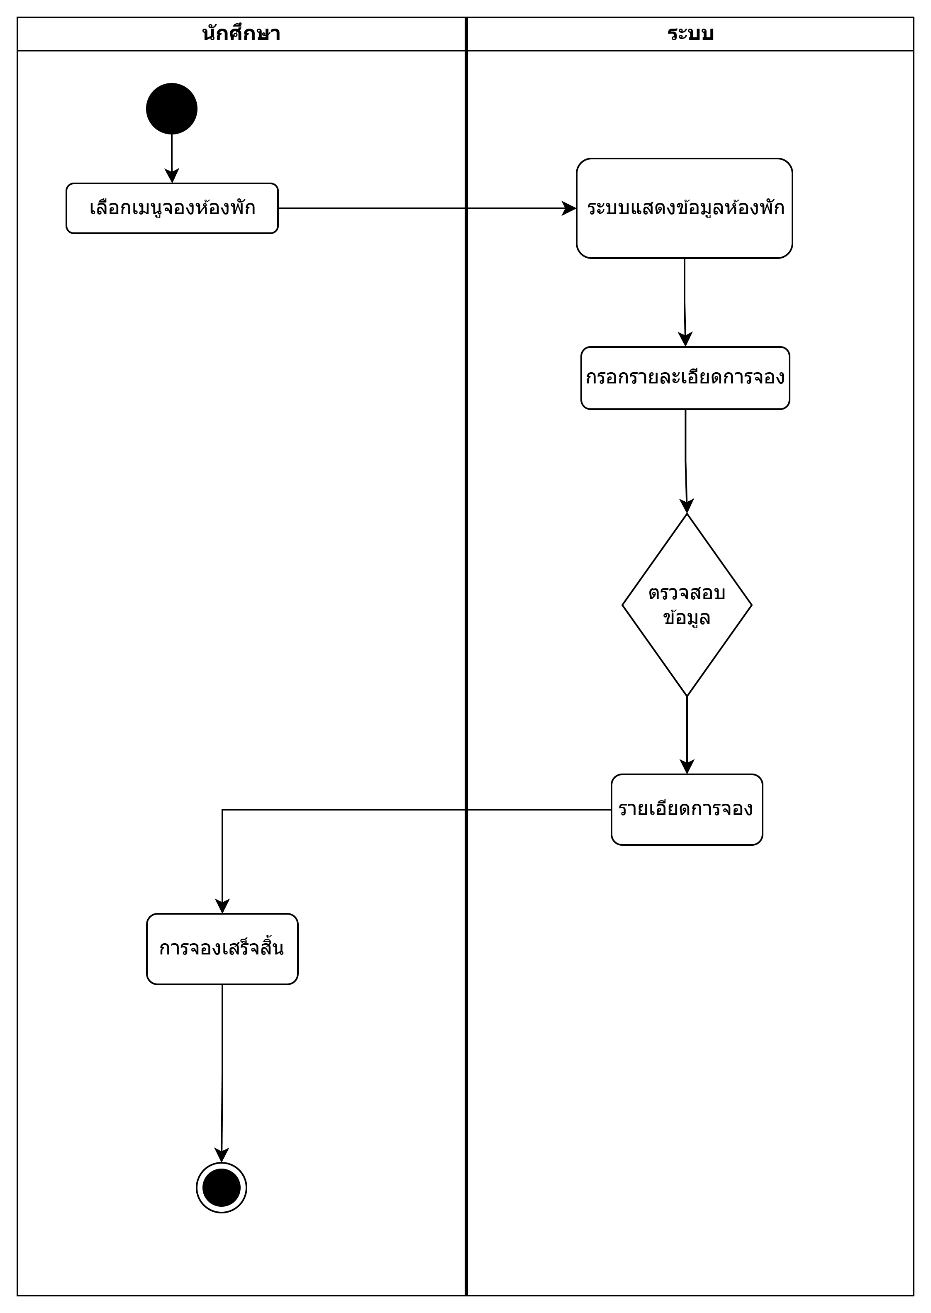 นักศึกษา
ระบบ
เลือกเมนูจองห้องพัก
ระบบแสดงข้อมูลห้องพัก
กรอกรายละเอียดการจอง
ตรวจสอบ
ข้อมูล
รายเอียดการจอง
การจองเสร็จสิ้น